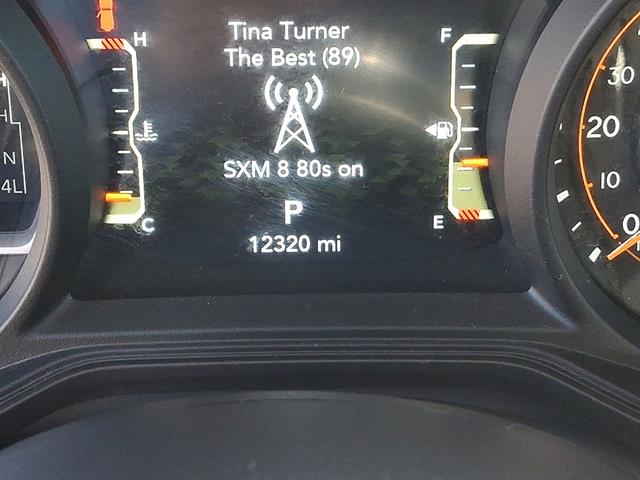 Tina Turner
The Best (89)
SXM 8 80s on
P
12320 mi
H
C
F
E
H
H
N
4L
30
20
10
0